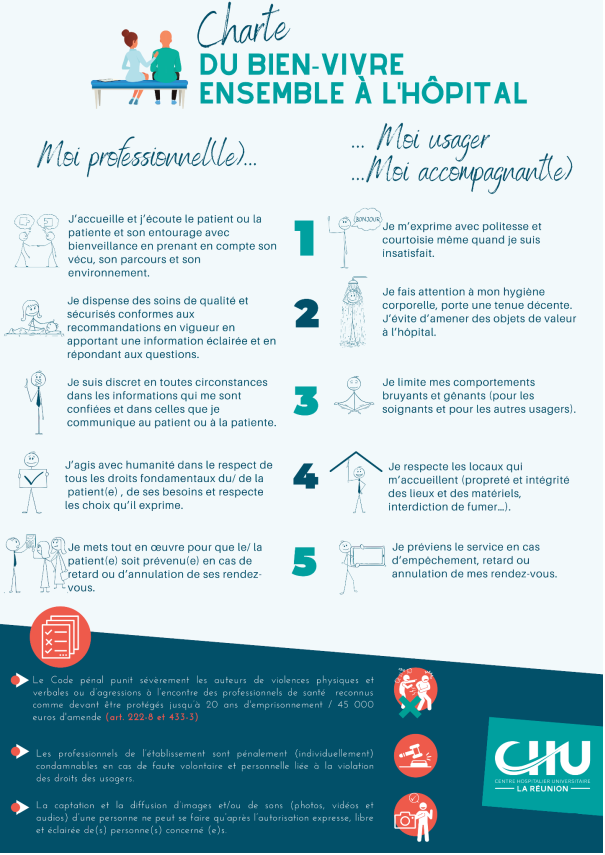 Charte
DU BIEN-VIVRE
ENSEMBLE À L'HÔPITAL
Moi professionnel(le)...
... Moi usager
...Moi accompagnant(e)
J'accueille et j'écoute le patient ou la
patiente et son entourage avec
bienveillance en prenant en compte son
vécu, son parcours et son
environnement.
1
BONJOUR
Je m'exprime avec politesse et
courtoisie même quand je suis
insatisfait.
Je dispense des soins de qualité et
sécurisés conformes aux
recommandations en vigueur en
apportant une information éclairée et en
répondant aux questions.
2
Je fais attention à mon hygiène
corporelle, porte une tenue décente.
J'évite d'amener des objets de valeur
à l'hôpital.
Je suis discret en toutes circonstances
dans les informations qui me sont
confiées et dans celles que je
communique au patient ou à la patiente.
3
Je limite mes comportements
bruyants et gênants (pour les
soignants et pour les autres usagers).
J'agis avec humanité dans le respect de
tous les droits fondamentaux du/ de la
patient(e) , de ses besoins et respecte
les choix qu'il exprime.
4
Je respecte les locaux qui
m'accueillent (propreté et intégrité
des lieux et des matériels,
interdiction de fumer...).
Je mets tout en œuvre pour que le/ la
patient(e) soit prévenu(e) en cas de
retard ou d'annulation de ses rendez-
vous.
5
Je préviens le service en cas
d'empêchement, retard ou
annulation de mes rendez-vous.
Le Code pénal punit sévèrement les auteurs de violences physiques et
verbales ou d'agressions à l'encontre des professionnels de santé reconnus
comme devant être protégés jusqu'à 20 ans d'emprisonnement / 45 000
euros d'amende (art. 222-8 et 433-3)
Les professionnels de l'établissement sont pénalement (individuellement)
condamnables en cas de faute volontaire et personnelle liée à la violation
des droits des usagers.
La captation et la diffusion d'images et/ou de sons (photos, vidéos et
audios) d'une personne ne peut se faire qu'après l'autorisation expresse, libre
et éclairée de(s) personne(s) concerné (e)s.
CHU
CENTRE HOSPITALIER UNIVERSITAIRE
LA RÉUNION